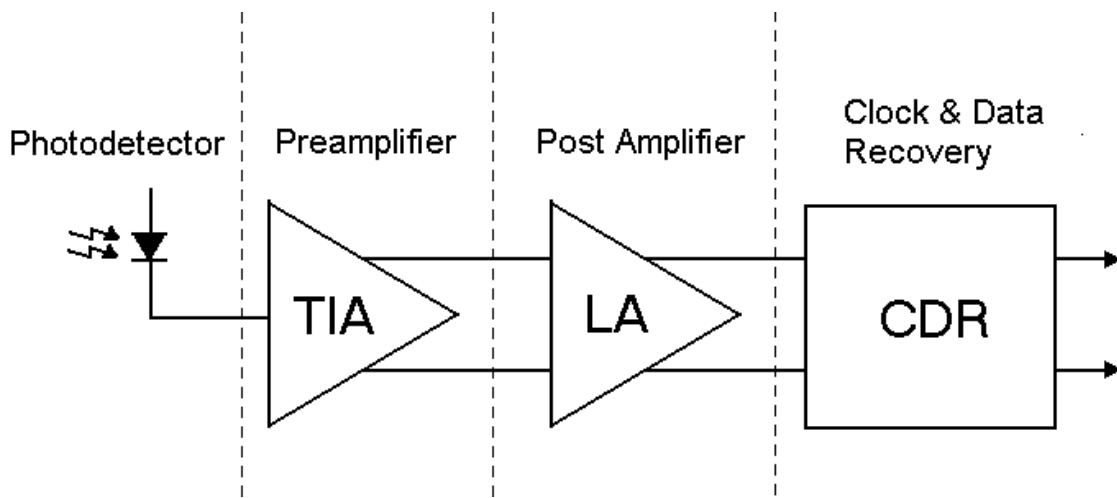 Photodetector
Preamplifier
Post Amplifier
Clock & Data
Recovery
TIA
LA
CDR